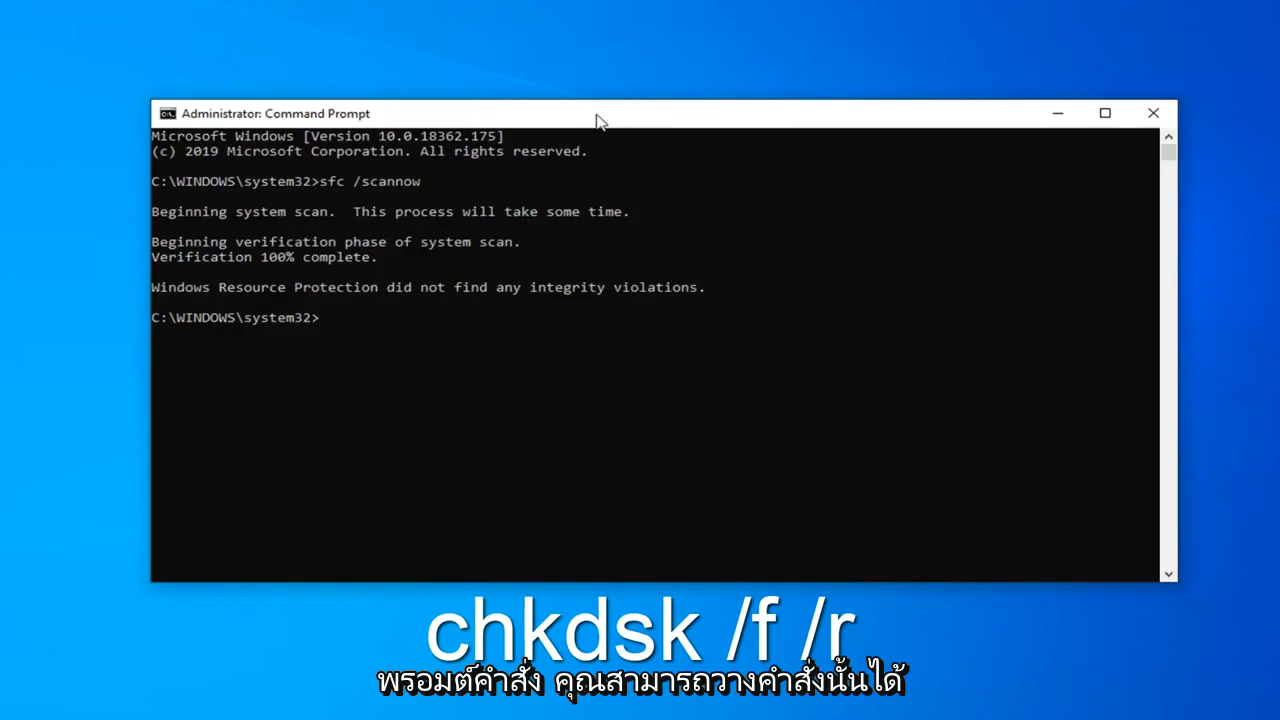 Administrator: Command Prompt
Microsoft Windows [Version 10.0.18362.175]
(c) 2019 Microsoft Corporation. All rights reserved.
C:\WINDOWS\system32>sfc /scannow
Beginning system scan.  This process will take some time.
Beginning verification phase of system scan.
Verification 100% complete.
Windows Resource Protection did not find any integrity violations.
C:\WINDOWS\system32>
chkdsk /f /r
พรอมต์คำสั่ง คุณสามารถวางคำสั่งนั้นได้